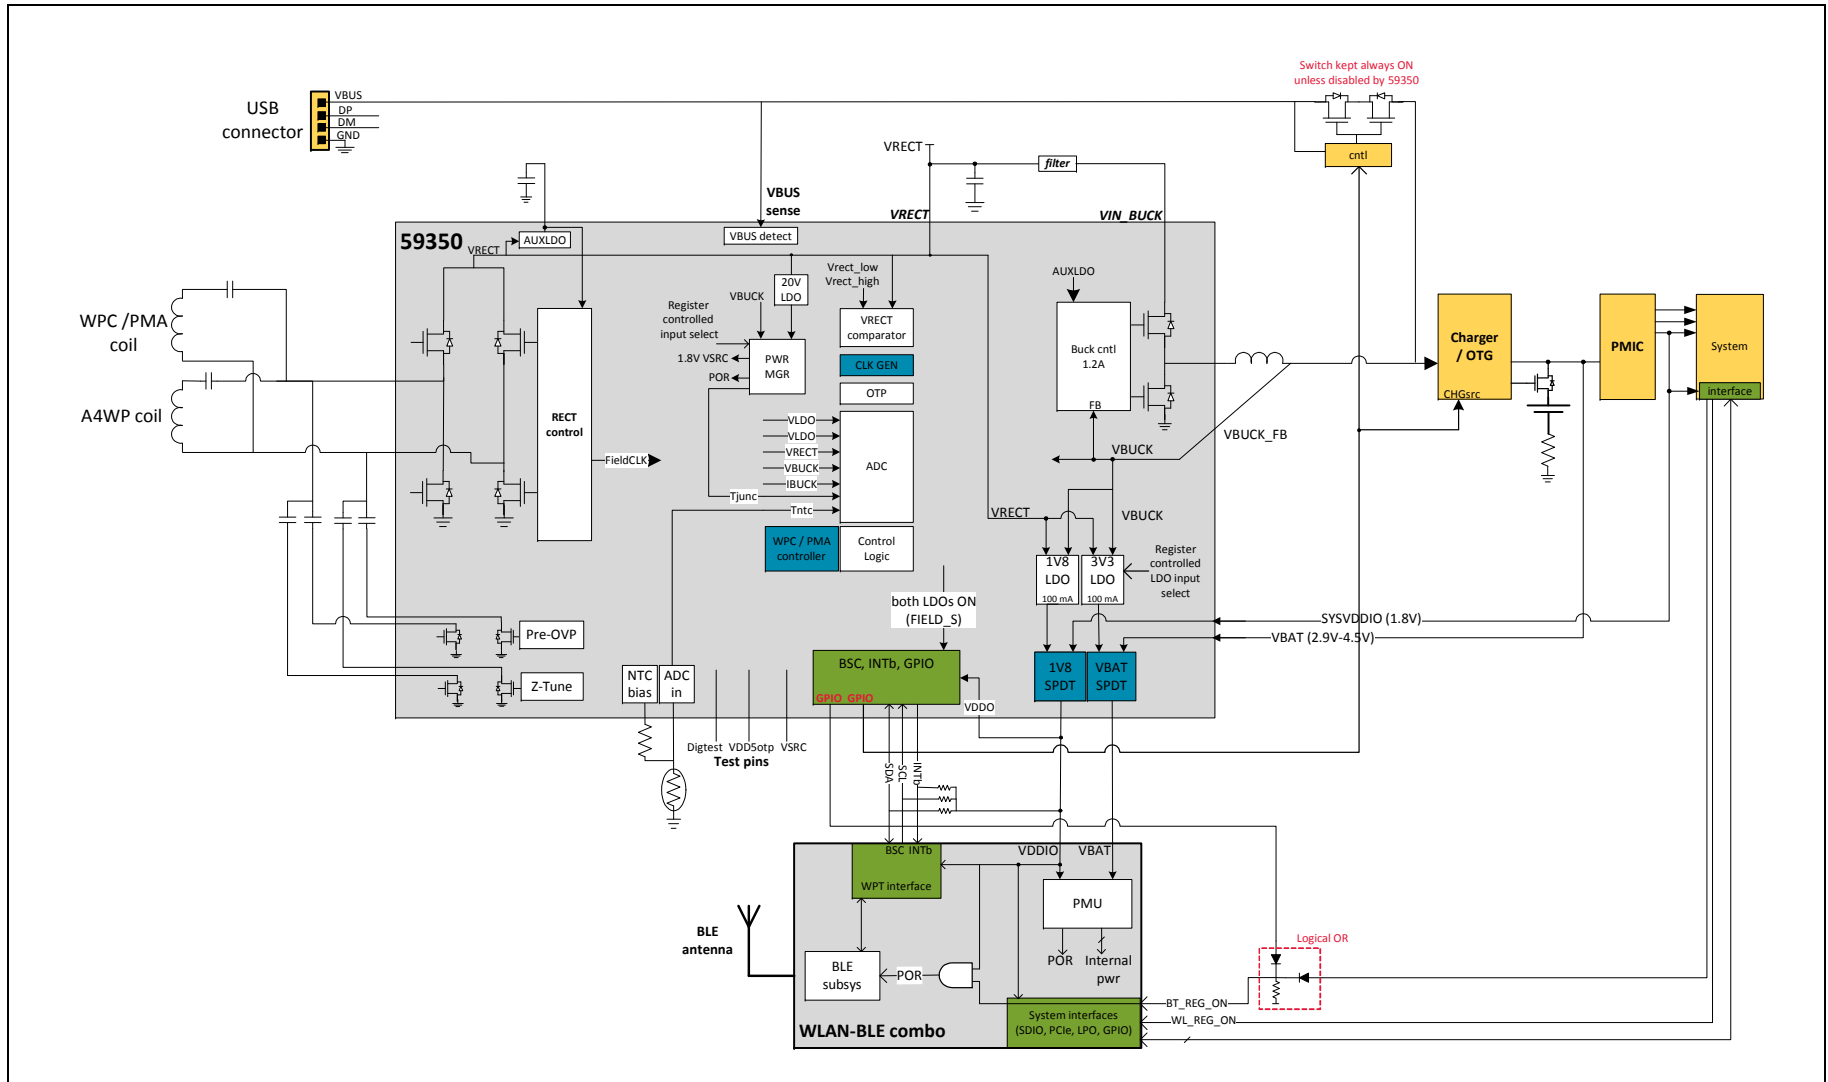 Switch kept always ON
unless disabled by 59350
USB
connector
VBUS
DP
DM
GND
cntl
VRECT
filter
VBUS
sense
VRECT
VIN_BUCK
59350
VRECT
AUXLDO
VBUS detect
20V
LDO
Vrect_low
Vrect_high
AUXLDO
VBUCK
Register
controlled
input select
1.8V VSRC
POR
PWR
MGR
VRECT
comparator
CLK GEN
OTP
Buck cntl
1.2A
FB
WPC /PMA
coil
A4WP coil
RECT
control
FieldCLK
VLDO
VLDO
VRECT
VBUCK
IBUCK
Tjunc
Tntc
ADC
VBUCK
VBUCK_FB
Charger
/ OTG
CHGsrc
PMIC
System
interface
VRECT
VBUCK
WPC / PMA
controller
Control
Logic
1V8
LDO
100 mA
3V3
LDO
100 mA
Register
controlled
LDO input
select
both LDOs ON
(FIELD_S)
SYSVDDIO (1.8V)
VBAT (2.9V-4.5V)
Pre-OVP
Z-Tune
NTC
bias
ADC
in
BSC, INTb, GPIO
GPIO GPIO
1V8
SPDT
VBAT
SPDT
VDDO
Digtest
VDD5otp
VSRC
Test pins
SDA
SCL
INTb
BSC INTb
WPT interface
VDDIO
VBAT
PMU
POR
Internal
pwr
BLE
antenna
BLE
subsys
POR
Logical OR
BT_REG_ON
WL_REG_ON
System interfaces
(SDIO, PCIe, LPO, GPIO)
WLAN-BLE combo